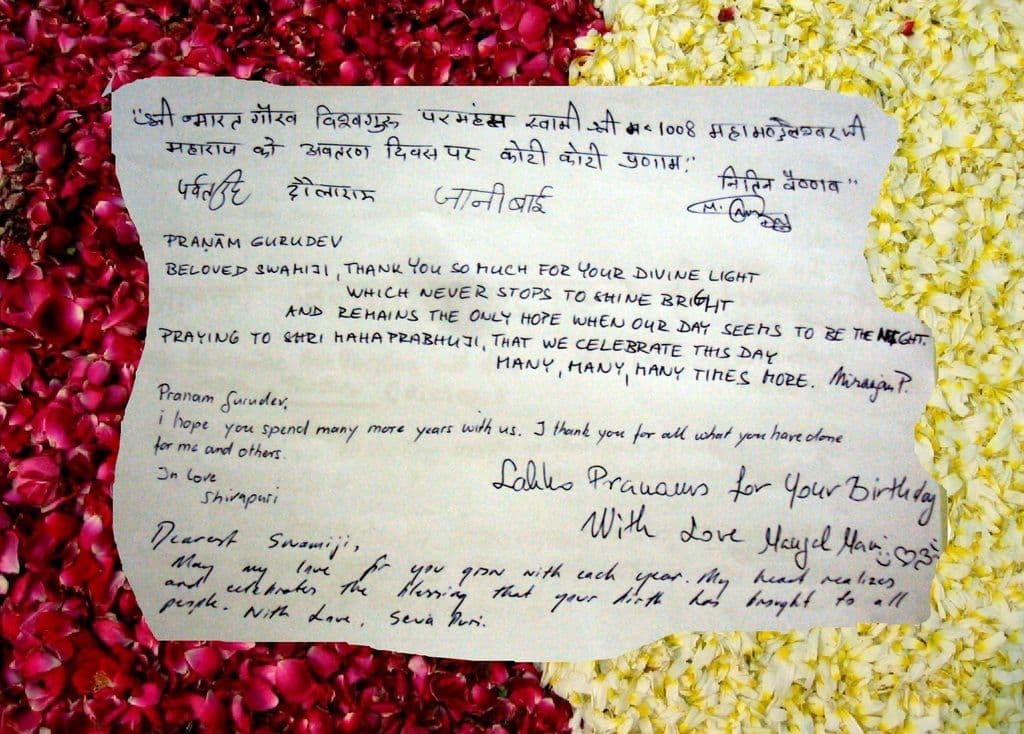 "श्री भारत गौरव विश्वगुरू परमहंस स्वामी श्री म॰ 1008 महामण्डलेश्वर जी
महाराज को अवतरण दिवस पर कोटी कोटी प्रणाम."
नितिन वैष्णव"
दौलाराम जानीबाई
PRAṆĀM GURUDEV
BELOVED SWAMIJI, THANK YOU SO MUCH FOR YOUR DIVINE LIGHT
WHICH NEVER STOPS TO SHINE BRIGHT
AND REMAINS THE ONLY HOPE WHEN OUR DAY SEEMS TO BE THE NIGHT.
PRAYING TO SHRI MAHAPRABHUJI, THAT WE CELEBRATE THIS DAY
MANY, MANY, MANY TIMES MORE. Niranjan P.
Pranam Gurudev,
i hope you spend many more years with us. I thank you for all what you have done
for me and others.
In love
Shivapuri
Lakho Pranams for Your Birthday
With Love Mangal
Dearest Swamiji,
May my love for you grow with each year. My heart realizes
and celebrates the blessing that your birth has brought to all
people. With Love, Seva Puri.